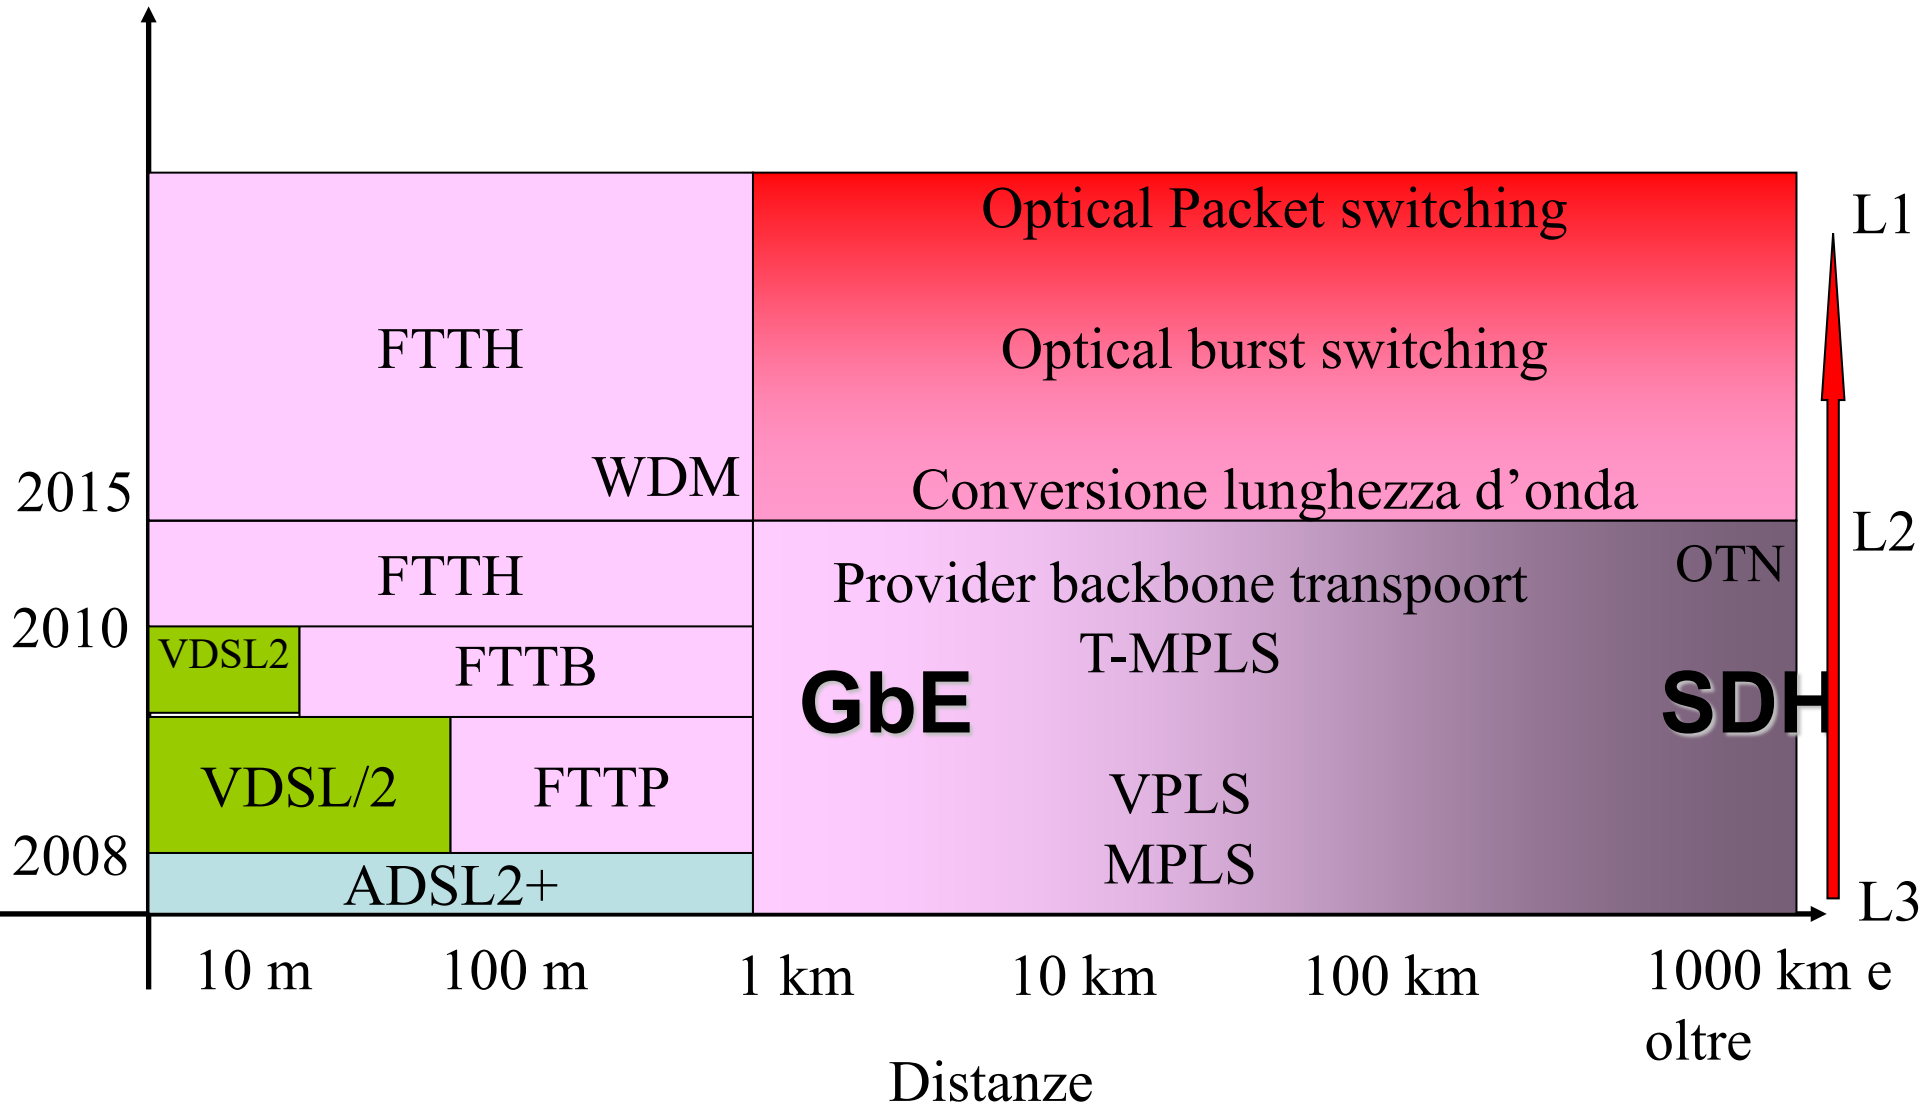 Optical Packet switching
L1
FTTH
Optical burst switching
WDM
2015
Conversione lunghezza d’onda
L2
FTTH
Provider backbone transpoort
OTN
2010
VDSL2
FTTB
T-MPLS
GbE
SDH
VDSL/2
FTTP
VPLS
2008
ADSL2+
MPLS
L3
10 m
100 m
1 km
10 km
100 km
1000 km e
oltre
Distanze